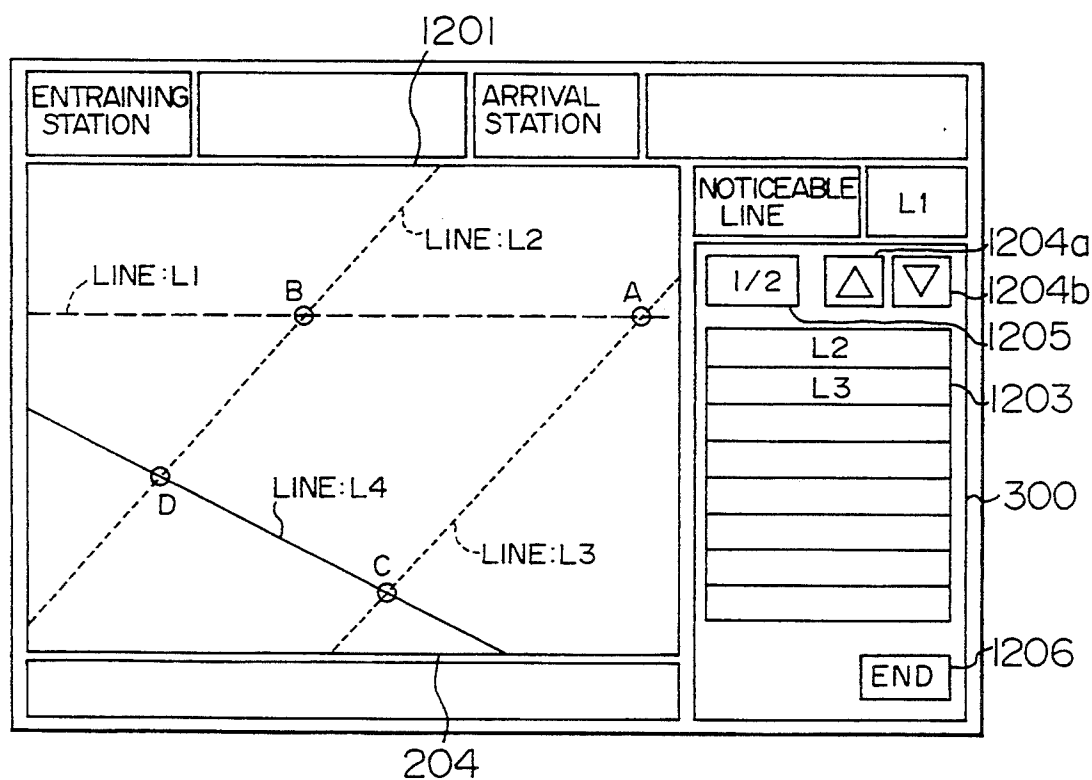 1201
ENTRAINING
STATION
ARRIVAL
STATION
NOTICEABLE
LINE
L1
LINE:L2
LINE:L1
B
A
1204a
1/2
1204b
1205
L2
L3
1203
D
LINE:L4
C
LINE:L3
300
END
1206
204